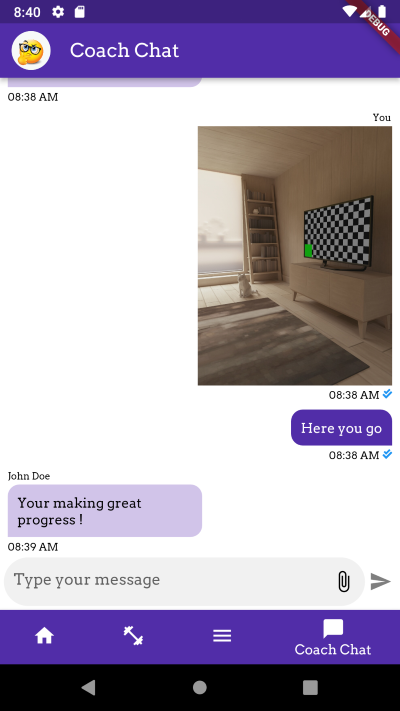 8:40
DEBUG
Coach Chat
08:38 AM
You
08:38 AM
Here you go
08:38 AM
John Doe
Your making great
progress !
08:39 AM
Type your message
Coach Chat